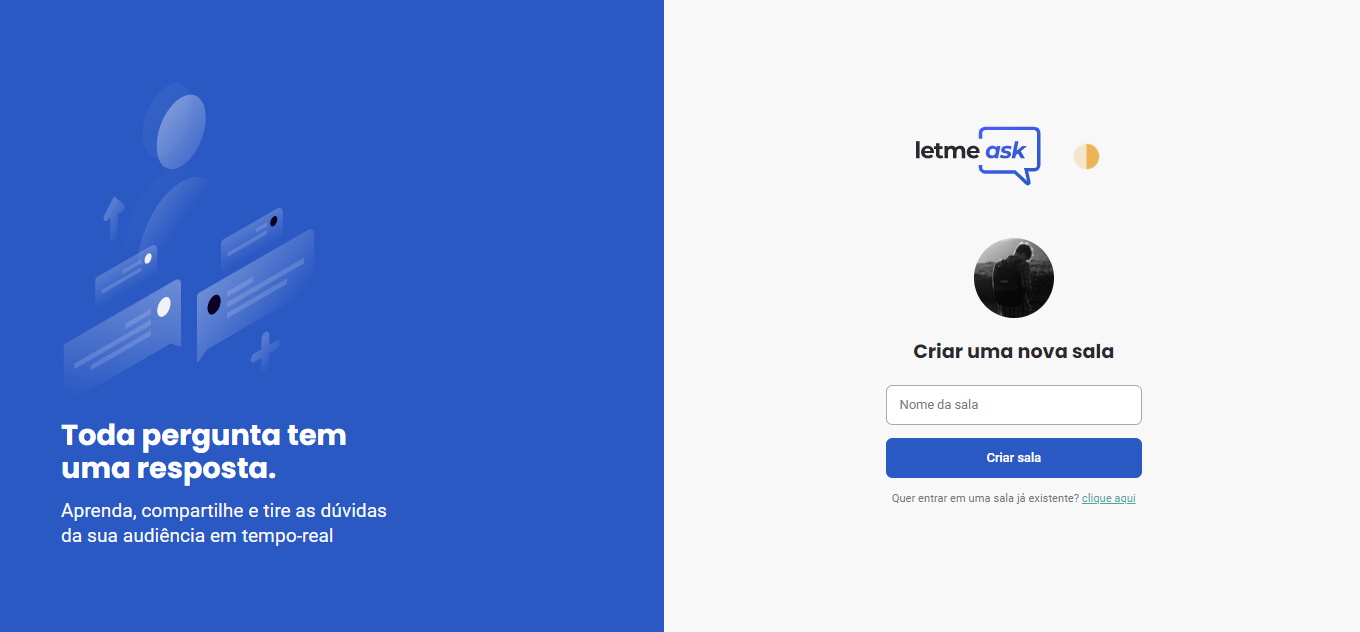 Toda pergunta tem
uma resposta.
Aprenda, compartilhe e tire as dúvidas
da sua audiência em tempo-real
letme ask
Criar uma nova sala
Nome da sala
Criar sala
Quer entrar em uma sala já existente? clique aqui